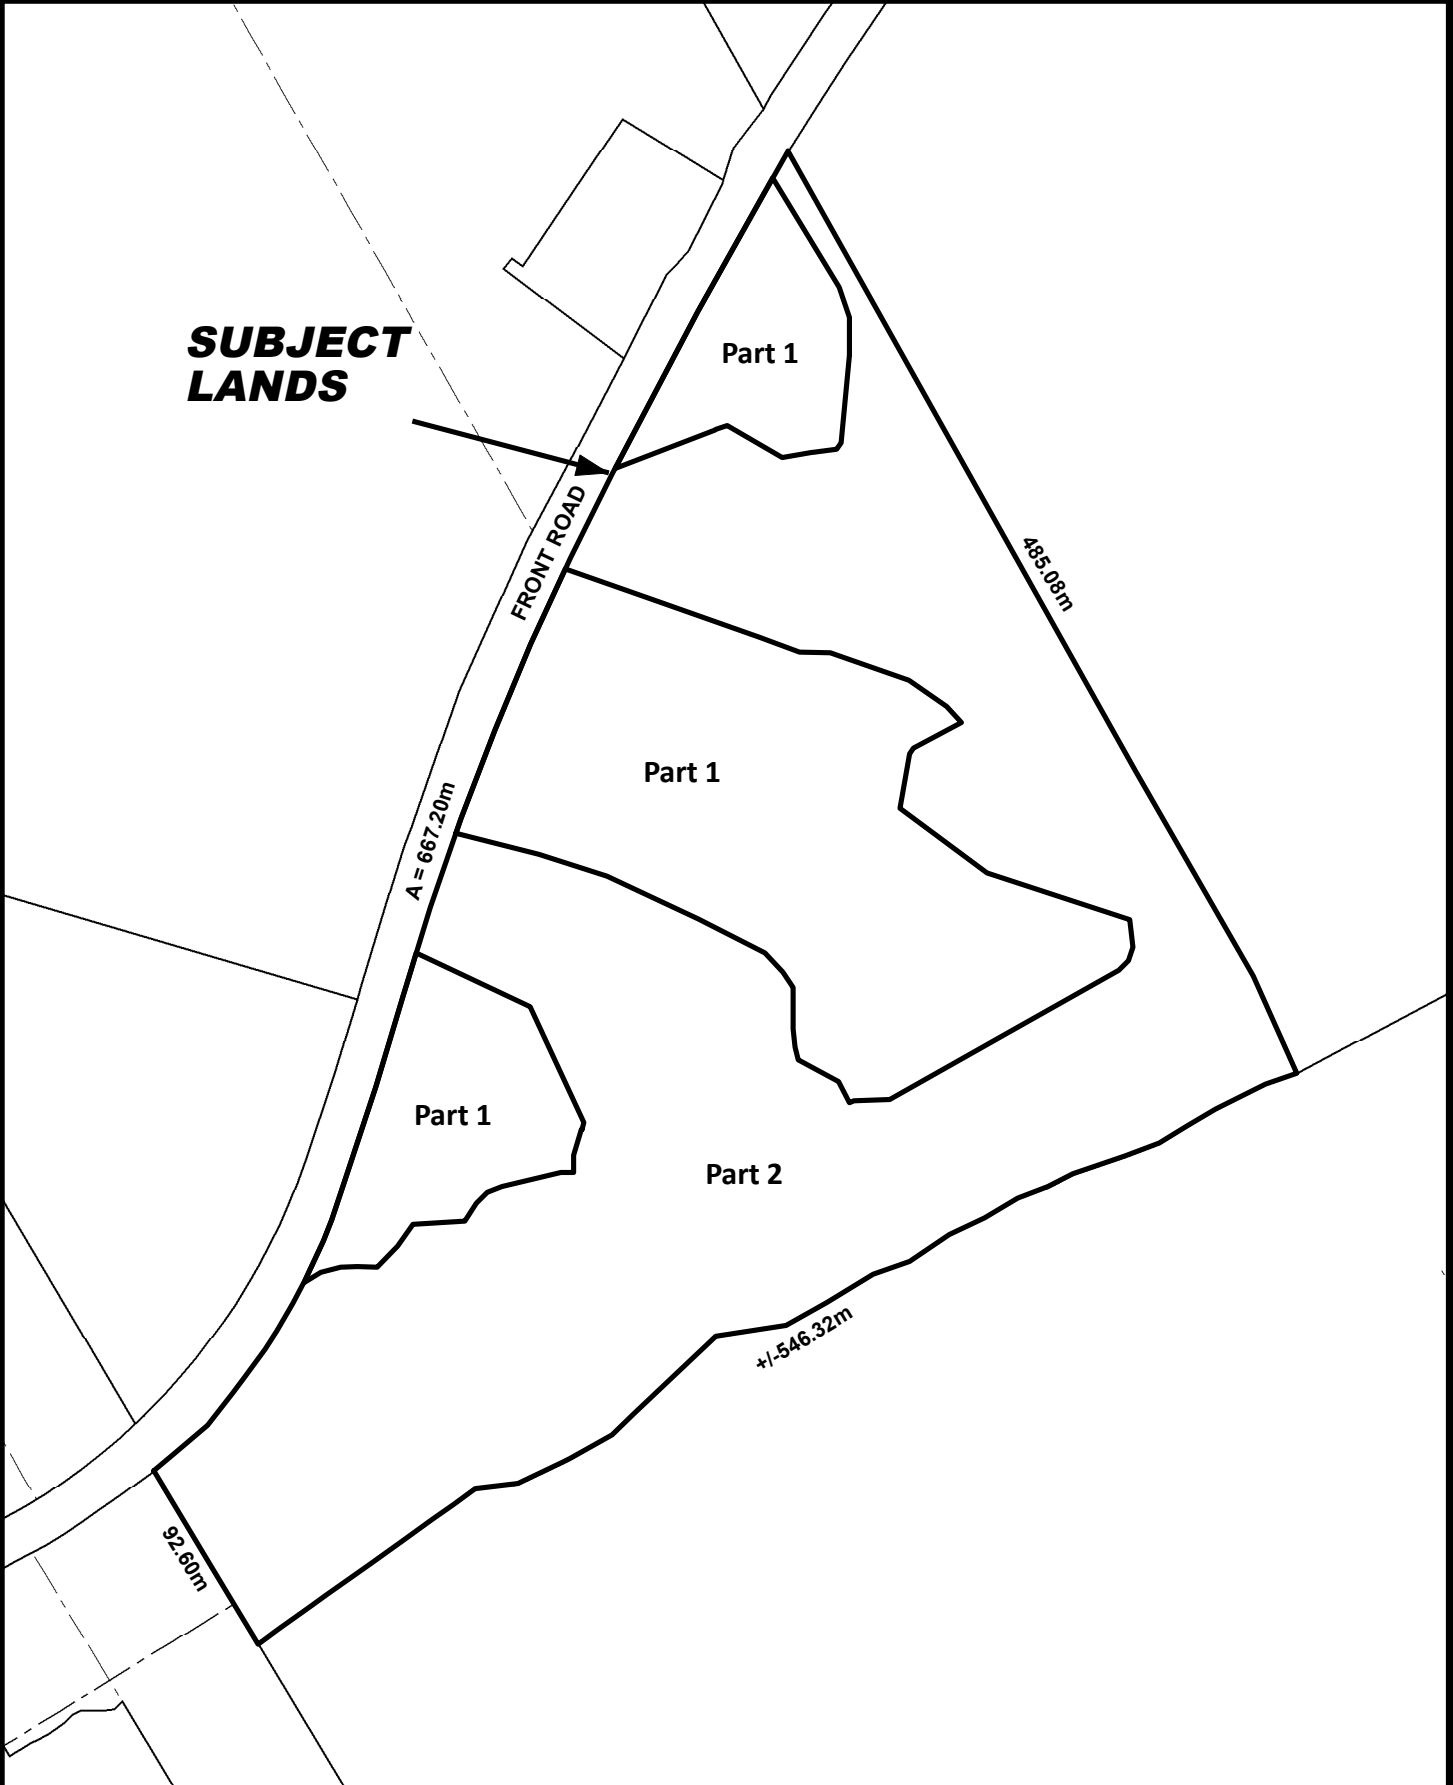 SUBJECT
LANDS
Part 1
FRONT ROAD
485.08m
Part 1
A = 667.20m
Part 1
Part 2
+/-546.32m
92.60m